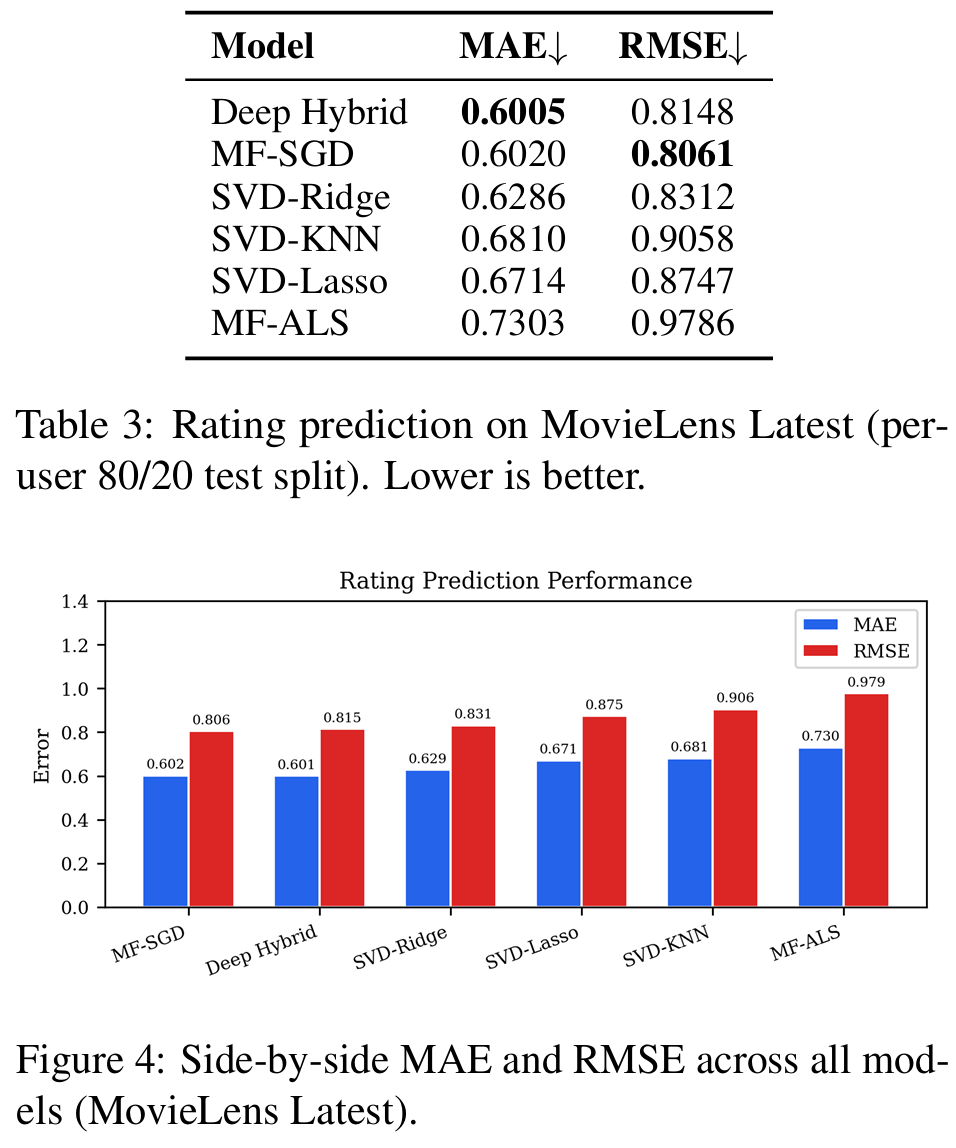 Model MAE↓ RMSE↓
Deep Hybrid 0.6005 0.8148
MF-SGD 0.6020 0.8061
SVD-Ridge 0.6286 0.8312
SVD-KNN 0.6810 0.9058
SVD-Lasso 0.6714 0.8747
MF-ALS 0.7303 0.9786
Table 3: Rating prediction on MovieLens Latest (per-
user 80/20 test split). Lower is better.
Rating Prediction Performance
1.4
1.2
1.0
0.8
0.6
0.4
0.2
0.0
Error
MAE
RMSE
0.602 0.806
0.601 0.815
0.629 0.831
0.671 0.875
0.681 0.906
0.730 0.979
MF-SGD
Deep Hybrid
SVD-Ridge
SVD-Lasso
SVD-KNN
MF-ALS
Figure 4: Side-by-side MAE and RMSE across all mod-
els (MovieLens Latest).